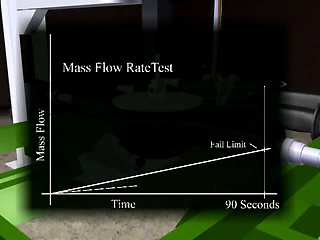 Mass Flow RateTest
Mass Flow
Fail Limit
Time
90 Seconds